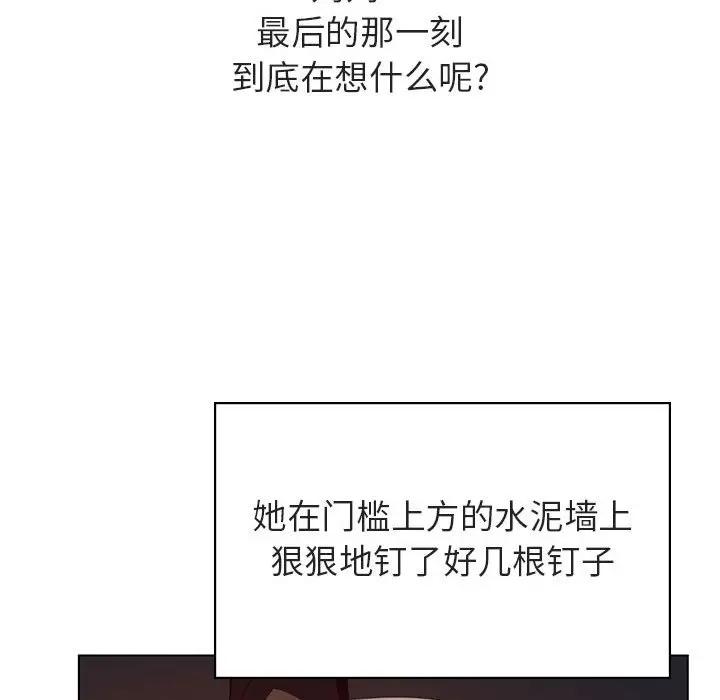 最后的那一刻
到底在想什么呢?
她在门槛上方的水泥墙上
狠狠地钉了好几根钉子